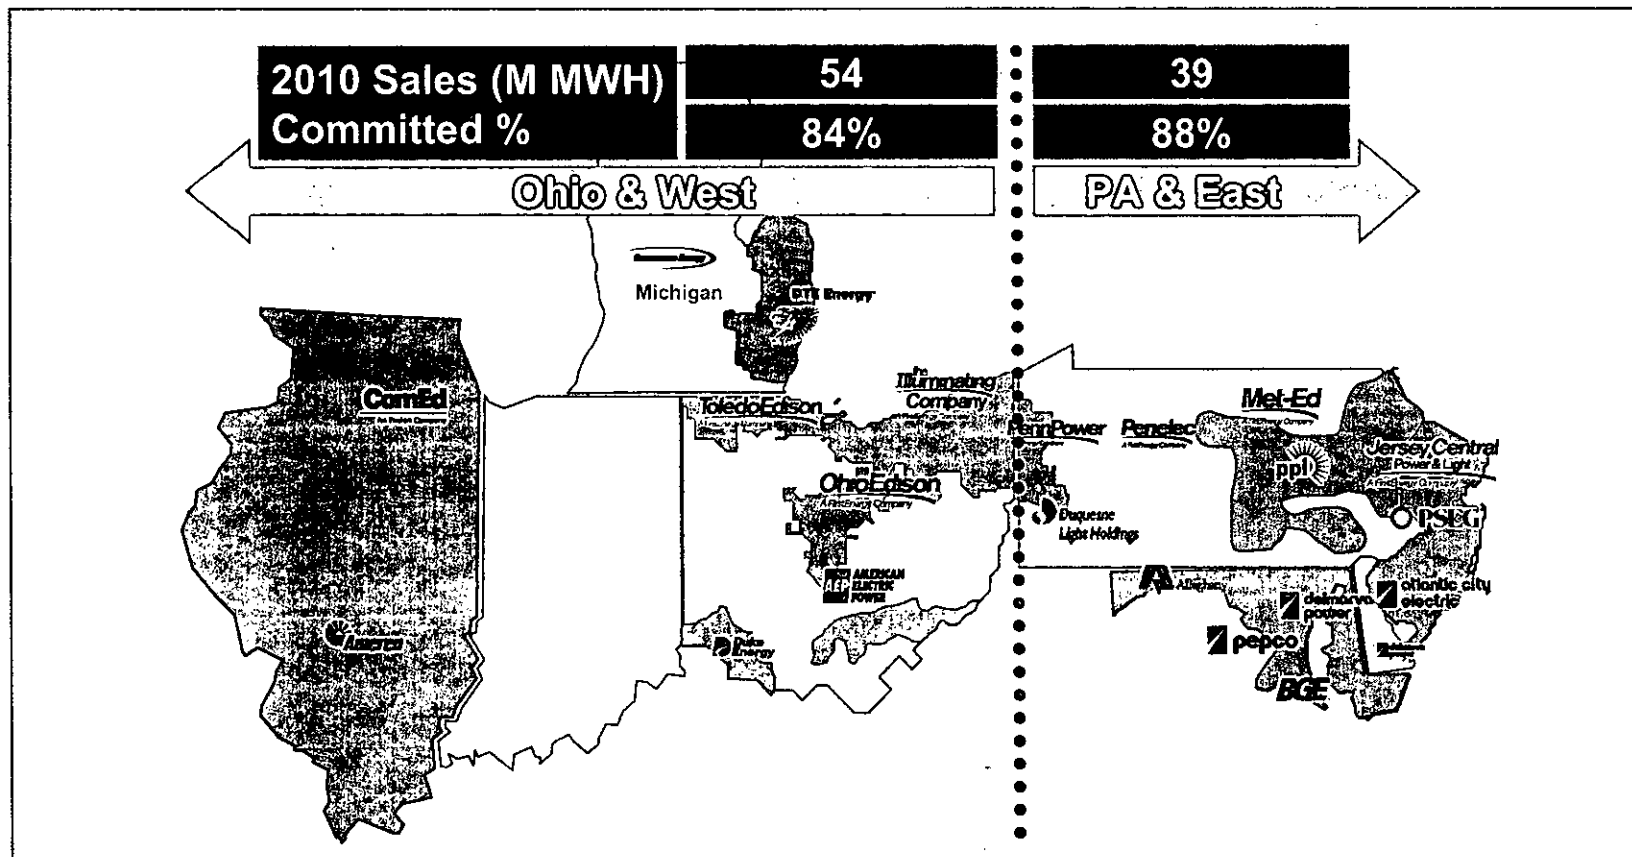 2010 Sales (M MWH)
54
39
Committed %
84%
88%
Ohio & West
PA & East
Michigan
DTE Energy
ComEd
the
Illuminating
Company
Toledo Edison
Met-Ed
PennPower
Penelec
Jersey Central
Power & Light
A FirstEnergy Company
ppl
Ohio Edison
A FirstEnergy Company
PSEG
Duquesne
Light Holdings
AEP
AMERICAN
ELECTRIC
POWER
Allegheny
delmarva
power
atlantic city
electric
pepco
Ameren
Duke
Energy
BGE